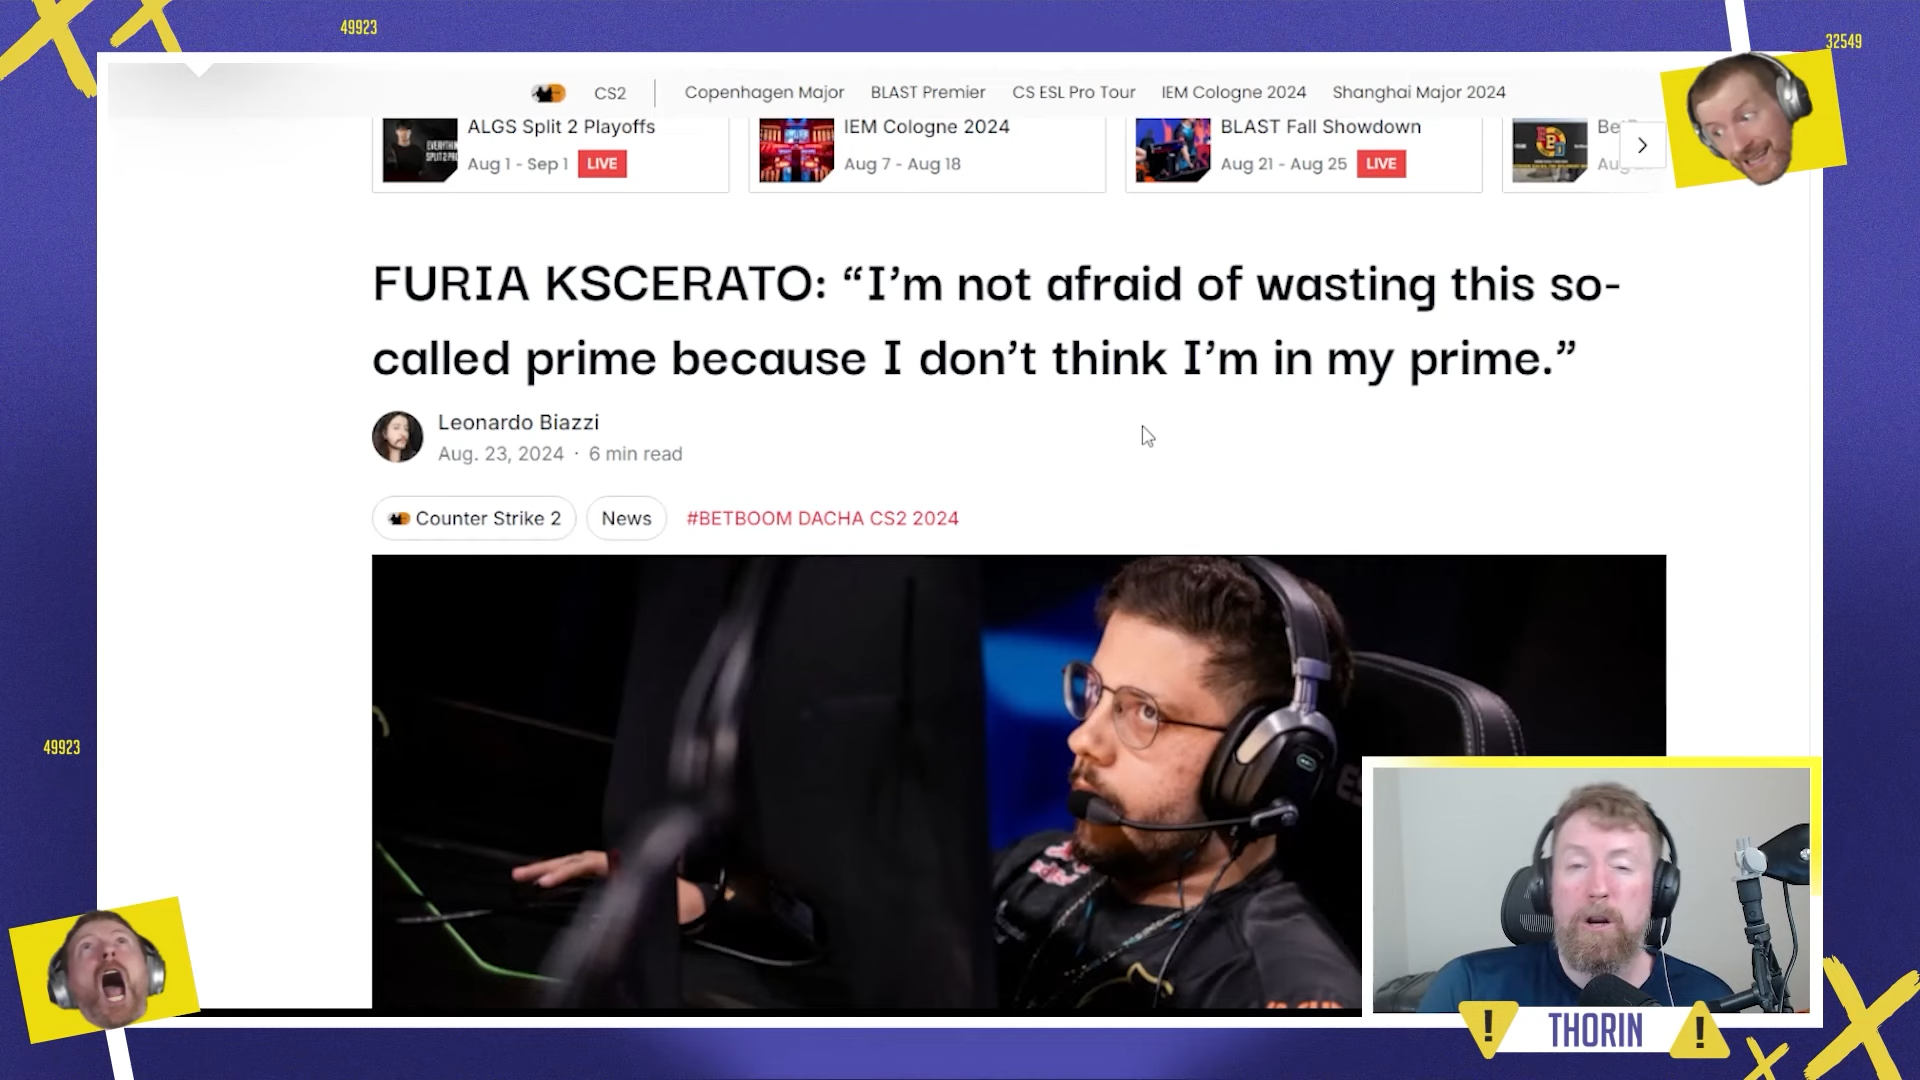 49923
32549
CS2
Copenhagen Major
BLAST Premier
CS ESL Pro Tour
IEM Cologne 2024
Shanghai Major 2024
ALGS Split 2 Playoffs
Aug 1 - Sep 1 LIVE
IEM Cologne 2024
Aug 7 - Aug 18
BLAST Fall Showdown
Aug 21 - Aug 25 LIVE
FURIA KSCERATO: “I’m not afraid of wasting this so-
called prime because I don’t think I’m in my prime.”
Leonardo Biazzi
Aug. 23, 2024 · 6 min read
Counter Strike 2
News
#BETBOOM DACHA CS2 2024
49923
! THORIN !